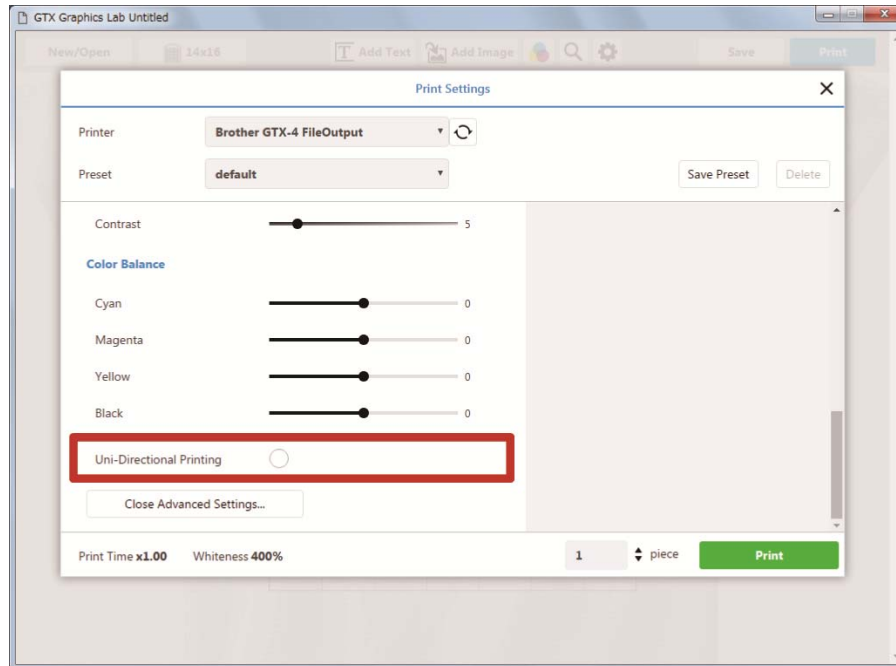 GTX Graphics Lab Untitled
New/Open 14x16 Add Text Add Image Save Print
Print Settings
Printer Brother GTX-4 FileOutput
Preset default Save Preset Delete
Contrast 5
Color Balance
Cyan 0
Magenta 0
Yellow 0
Black 0
Uni-Directional Printing
Close Advanced Settings...
Print Time x1.00 Whiteness 400% 1 piece Print